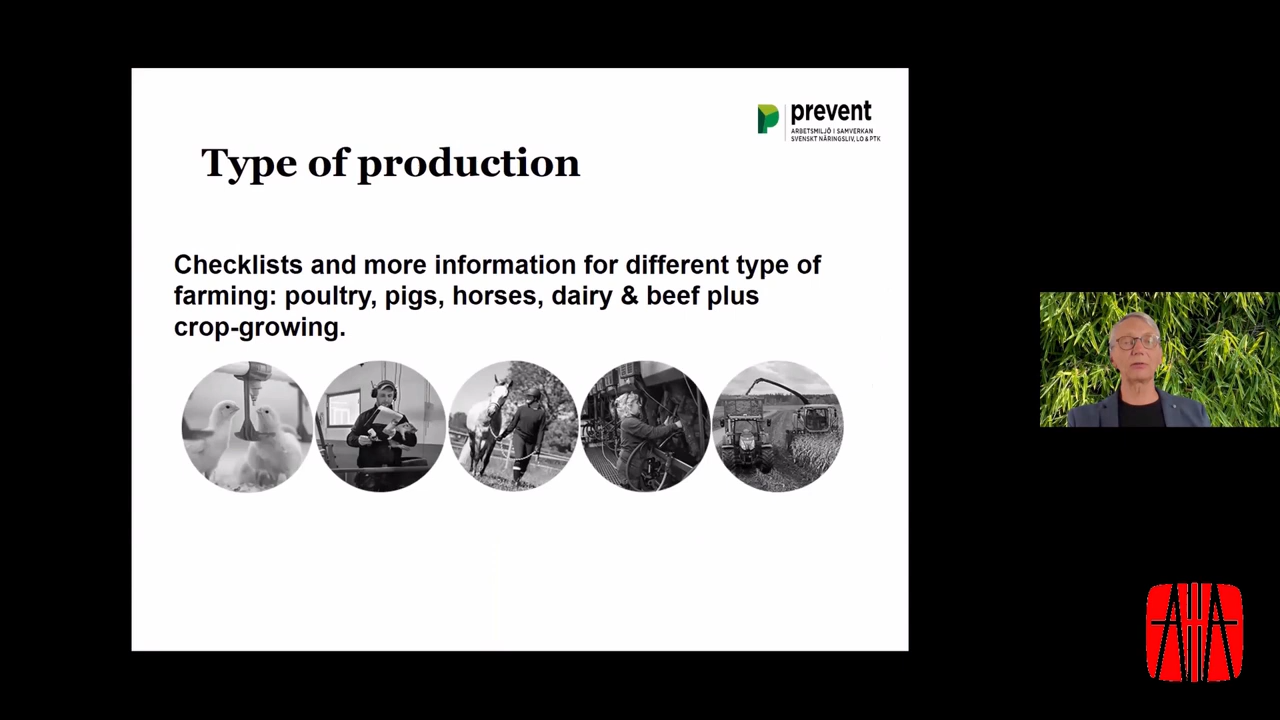 prevent
ARBETSMILJÖ I SAMVERKAN
SVENSKT NÄRINGSLIV, LO & PTK
Type of production
Checklists and more information for different type of
farming: poultry, pigs, horses, dairy & beef plus
crop-growing.
AHA